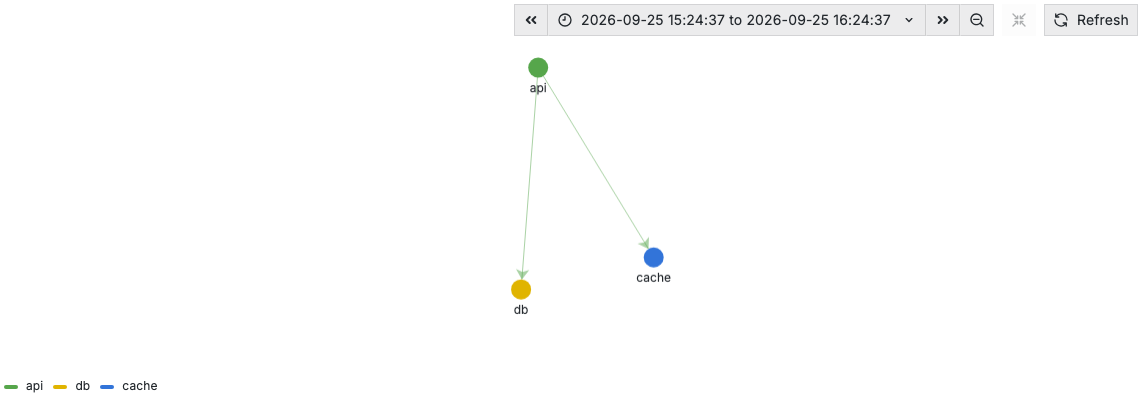 2026-09-25 15:24:37 to 2026-09-25 16:24:37 Refresh
api
cache
db
api db cache